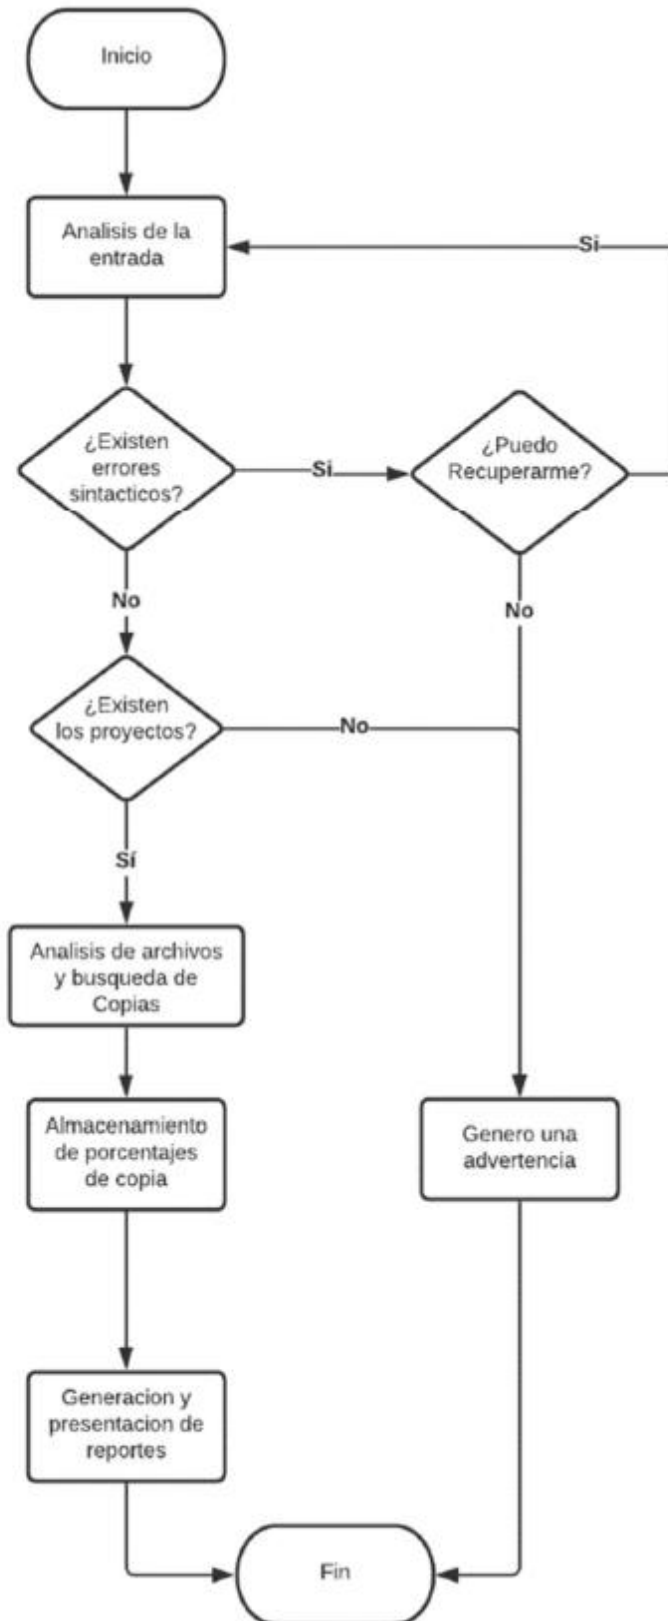 Inicio
Analisis de la
entrada
Si
¿Existen
errores
sintacticos?
Si
¿Puedo
Recuperarme?
No
No
¿Existen
los proyectos?
No
Sí
Analisis de archivos
y busqueda de
Copias
Almacenamiento
de porcentajes
de copia
Genero una
advertencia
Generacion y
presentacion de
reportes
Fin